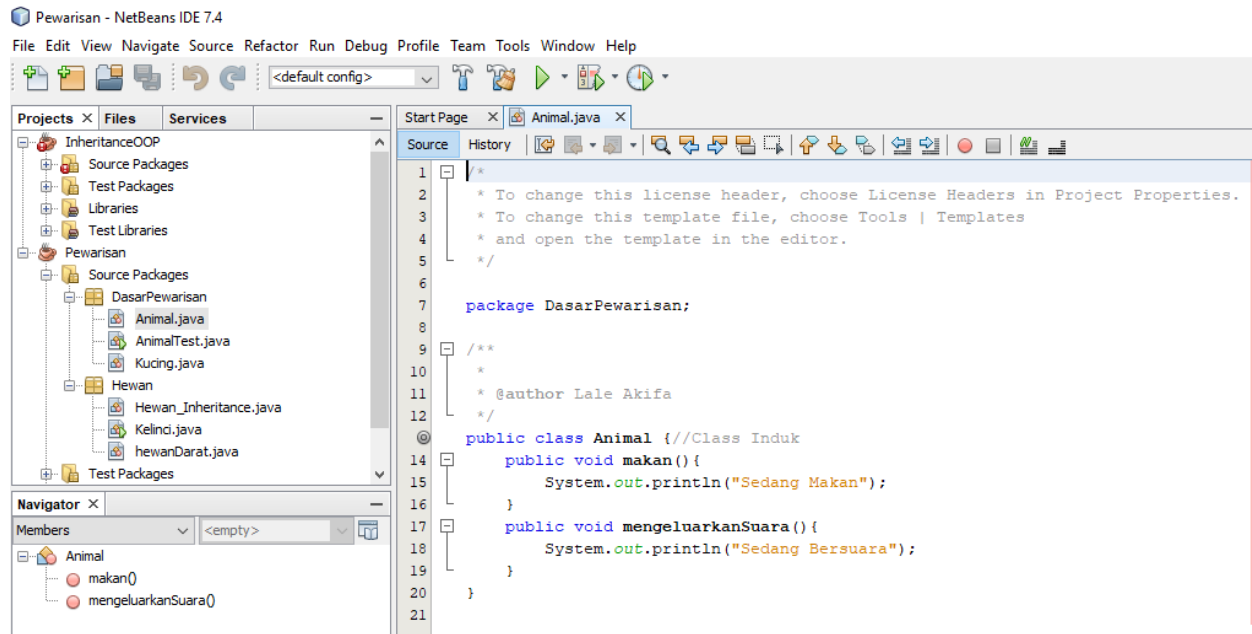 Pewarisan - NetBeans IDE 7.4
File Edit View Navigate Source Refactor Run Debug Profile Team Tools Window Help
<default config>
Projects Files Services
InheritanceOOP
Source Packages
Test Packages
Libraries
Test Libraries
Pewarisan
Source Packages
DasarPewarisan
Animal.java
AnimalTest.java
Kucing.java
Hewan
Hewan_Inheritance.java
Kelinci.java
hewanDarat.java
Test Packages
Navigator
Members <empty>
Animal
makan()
mengeluarkanSuara()
Start Page Animal.java
Source History
1 /*
2 * To change this license header, choose License Headers in Project Properties.
3 * To change this template file, choose Tools | Templates
4 * and open the template in the editor.
5 */
6
7 package DasarPewarisan;
8
9 /**
10 *
11 * @author Lale Akifa
12 */
public class Animal {//Class Induk
14 public void makan(){
15 System.out.println("Sedang Makan");
16 }
17 public void mengeluarkanSuara(){
18 System.out.println("Sedang Bersuara");
19 }
20 }
21